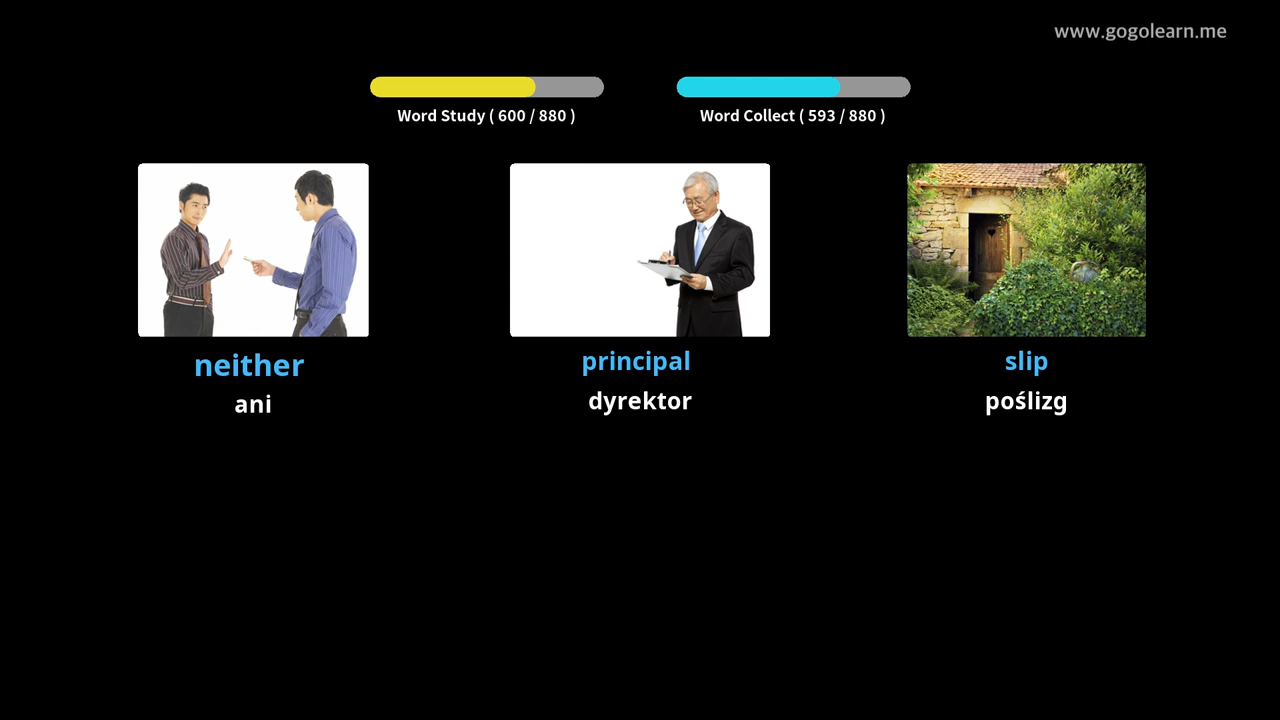 www.gogolearn.me
Word Study ( 600 / 880 )
Word Collect ( 593 / 880 )
neither
ani
principal
dyrektor
slip
poślizg